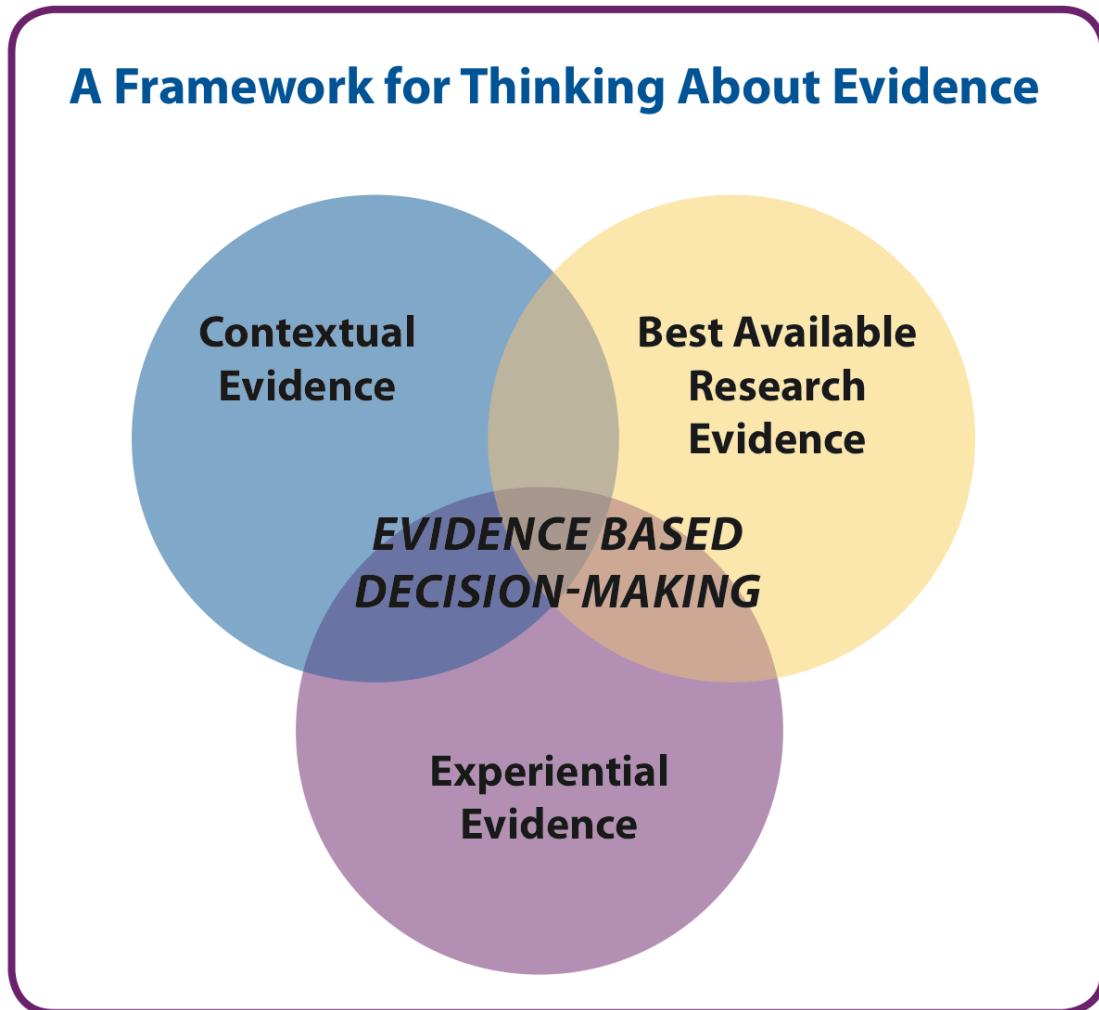 A Framework for Thinking About Evidence
Contextual
Evidence
Best Available
Research
Evidence
EVIDENCE BASED
DECISION-MAKING
Experiential
Evidence